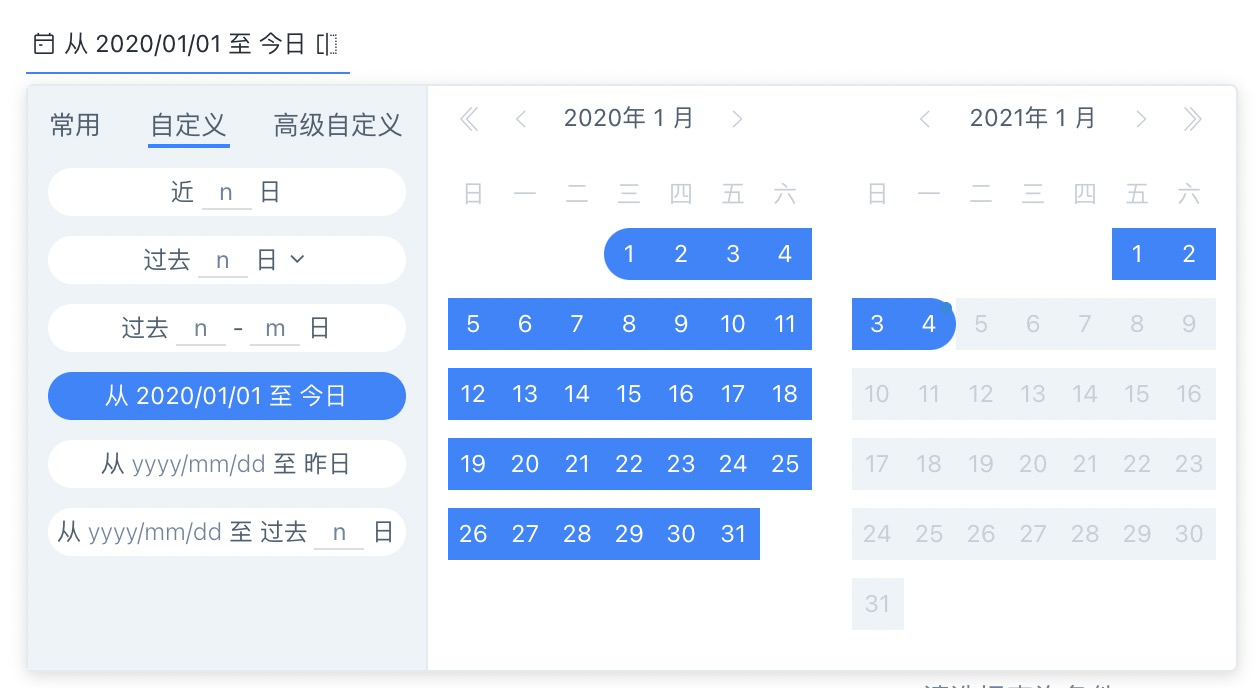 从 2020/01/01 至 今日
常用 自定义 高级自定义
近 n 日
过去 n 日
过去 n - m 日
从 2020/01/01 至 今日
从 yyyy/mm/dd 至 昨日
从 yyyy/mm/dd 至 过去 n 日
2020年 1 月
日 一 二 三 四 五 六
1 2 3 4
5 6 7 8 9 10 11
12 13 14 15 16 17 18
19 20 21 22 23 24 25
26 27 28 29 30 31
2021年 1 月
日 一 二 三 四 五 六
1 2
3 4 5 6 7 8 9
10 11 12 13 14 15 16
17 18 19 20 21 22 23
24 25 26 27 28 29 30
31